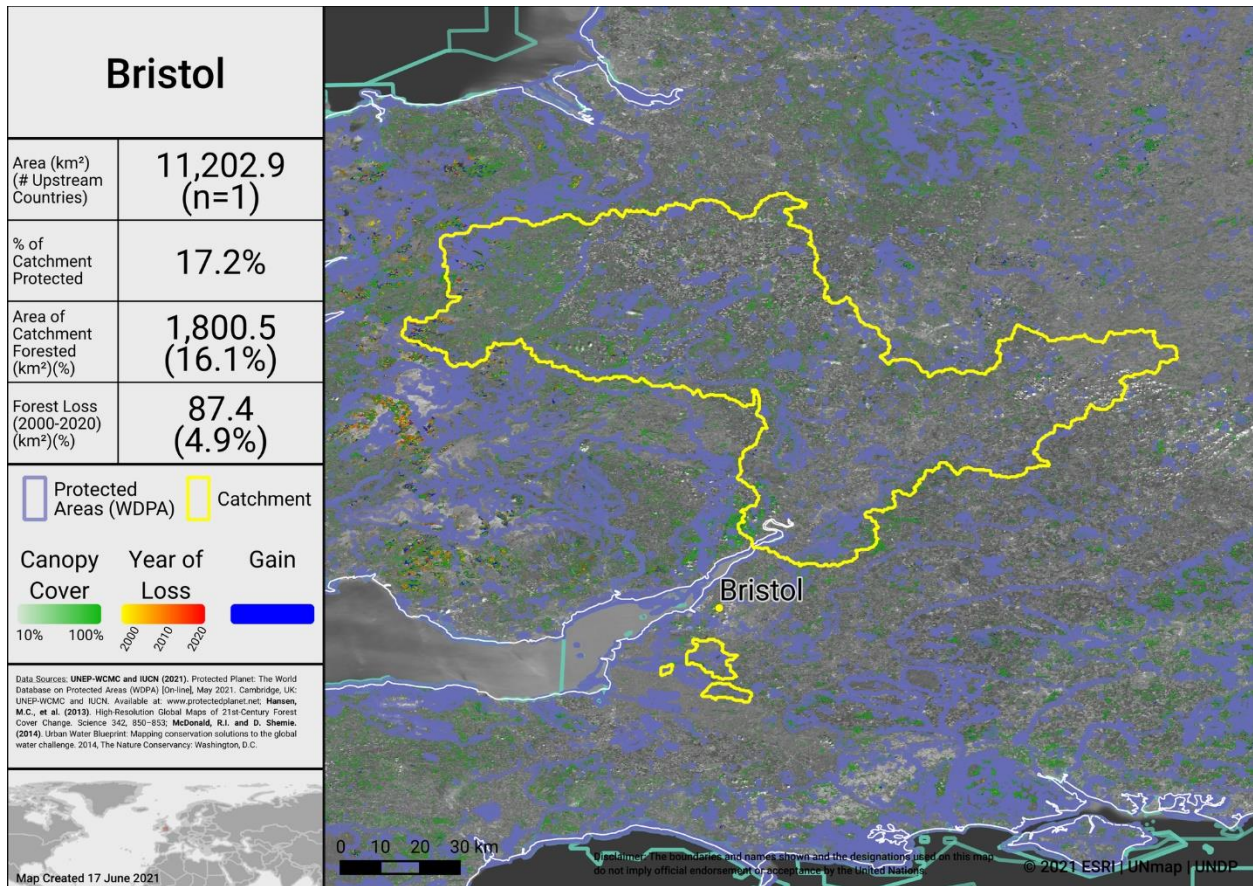 Bristol
Area (km²)
(# Upstream
Countries)
11,202.9
(n=1)
% of
Catchment
Protected
17.2%
Area of
Catchment
Forested
(km²)(%)
1,800.5
(16.1%)
Forest Loss
(2000-2020)
(km²)(%)
87.4
(4.9%)
Protected
Areas (WDPA)
Catchment
Canopy
Cover
10% 100%
Year of
Loss
2000 2010 2020
Gain
Data Sources: UNEP-WCMC and IUCN (2021). Protected Planet: The World
Database on Protected Areas (WDPA) [On-line], May 2021. Cambridge, UK:
UNEP-WCMC and IUCN. Available at: www.protectedplanet.net; Hansen,
M.C., et al. (2013). High-Resolution Global Maps of 21st-Century Forest
Cover Change. Science 342, 850–853; McDonald, R.I. and D. Shemie.
(2014). Urban Water Blueprint: Mapping conservation solutions to the global
water challenge. 2014, The Nature Conservancy: Washington, D.C.
Map Created 17 June 2021
Bristol
0 10 20 30 km
Disclaimer: The boundaries and names shown and the designations used on this map
do not imply official endorsement or acceptance by the United Nations.
© 2021 ESRI | UNmap | UNDP